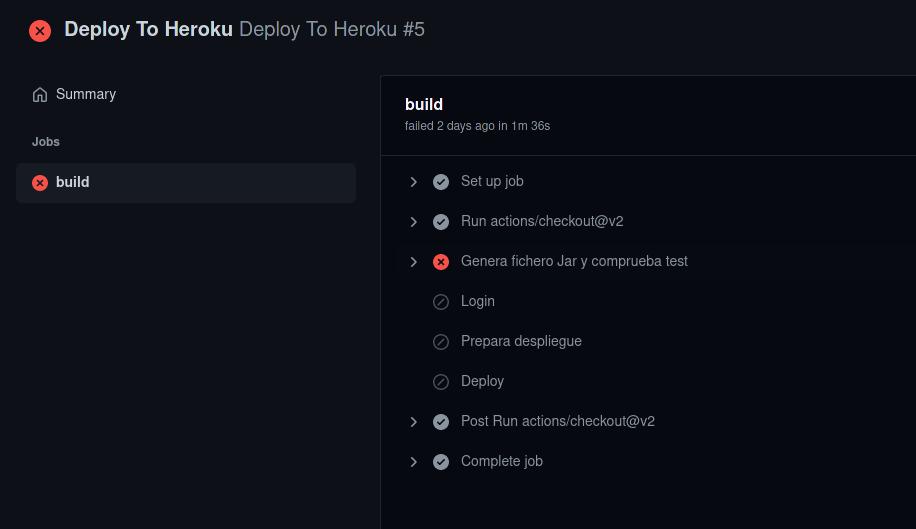 Deploy To Heroku Deploy To Heroku #5
Summary
Jobs
build
build
failed 2 days ago in 1m 36s
Set up job
Run actions/checkout@v2
Genera fichero Jar y comprueba test
Login
Prepara despliegue
Deploy
Post Run actions/checkout@v2
Complete job